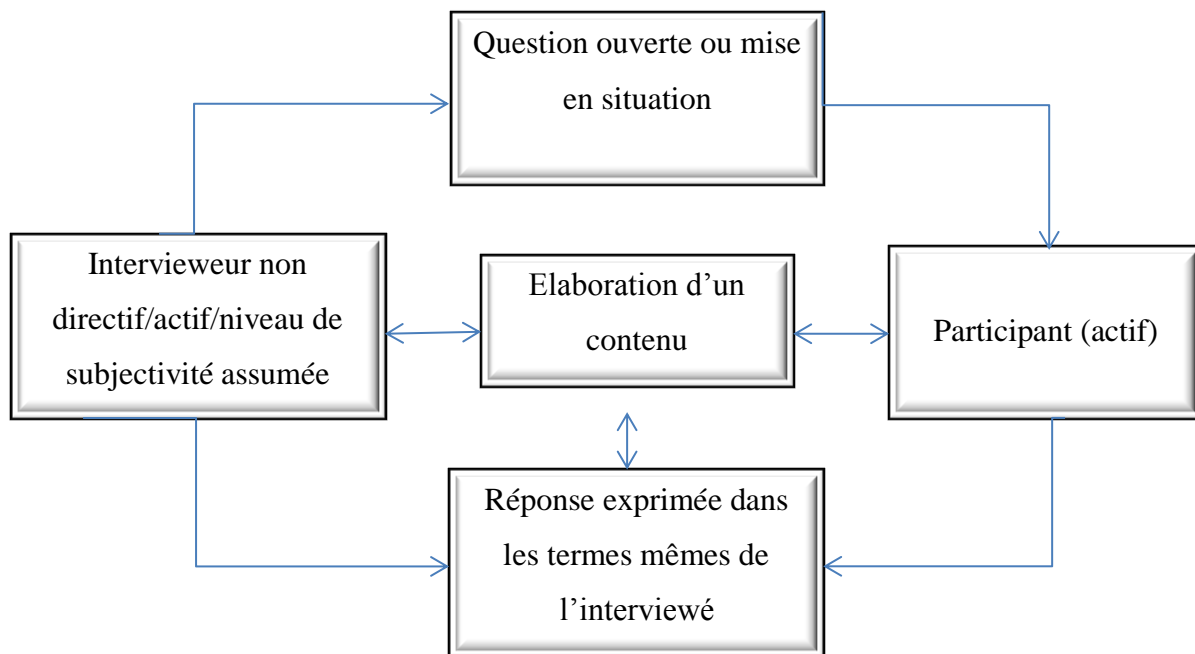 Question ouverte ou mise
en situation
Intervieweur non
directif/actif/niveau de
subjectivité assumée
Elaboration d’un
contenu
Participant (actif)
Réponse exprimée dans
les termes mêmes de
l’interviewé